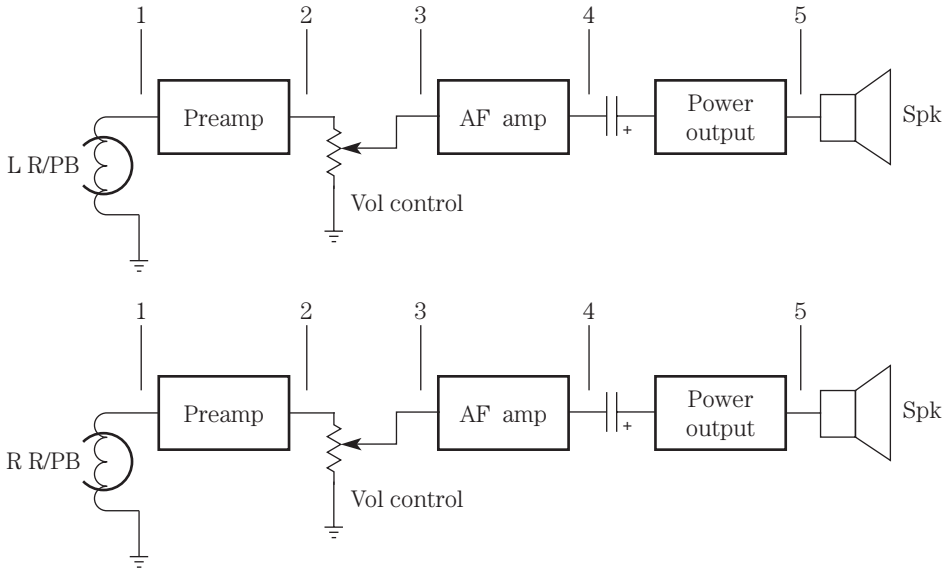 1 2 3 4 5
Preamp
AF amp
Power
output
Spk
L R/PB
Vol control
+
1 2 3 4 5
Preamp
AF amp
Power
output
Spk
R R/PB
Vol control
+